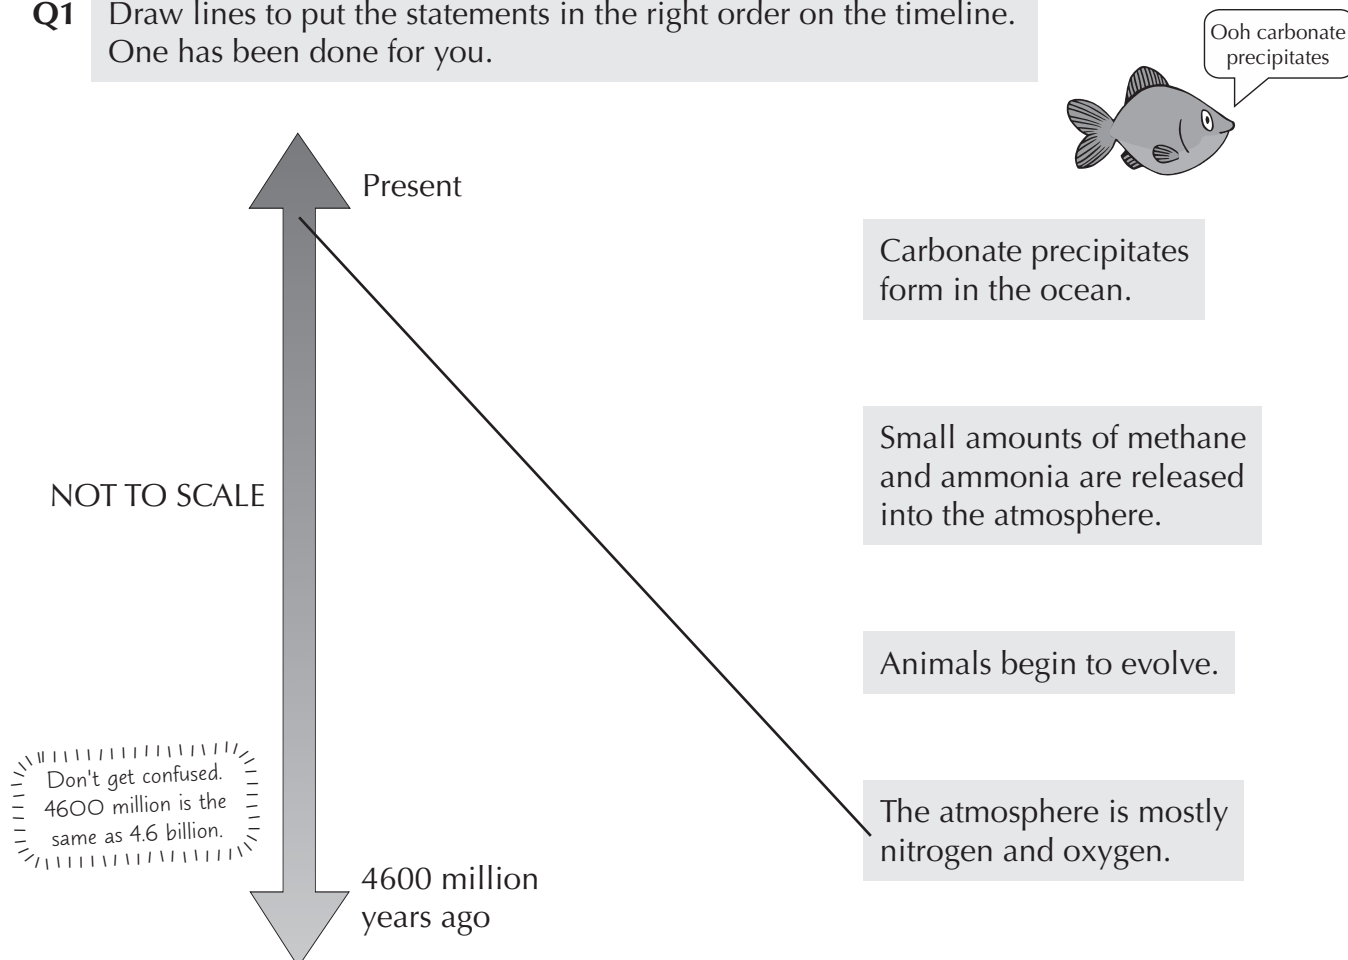 Q1 Draw lines to put the statements in the right order on the timeline.
One has been done for you.
Ooh carbonate
precipitates
Present
Carbonate precipitates
form in the ocean.
Small amounts of methane
and ammonia are released
into the atmosphere.
NOT TO SCALE
Animals begin to evolve.
Don't get confused.
4600 million is the
same as 4.6 billion.
The atmosphere is mostly
nitrogen and oxygen.
4600 million
years ago